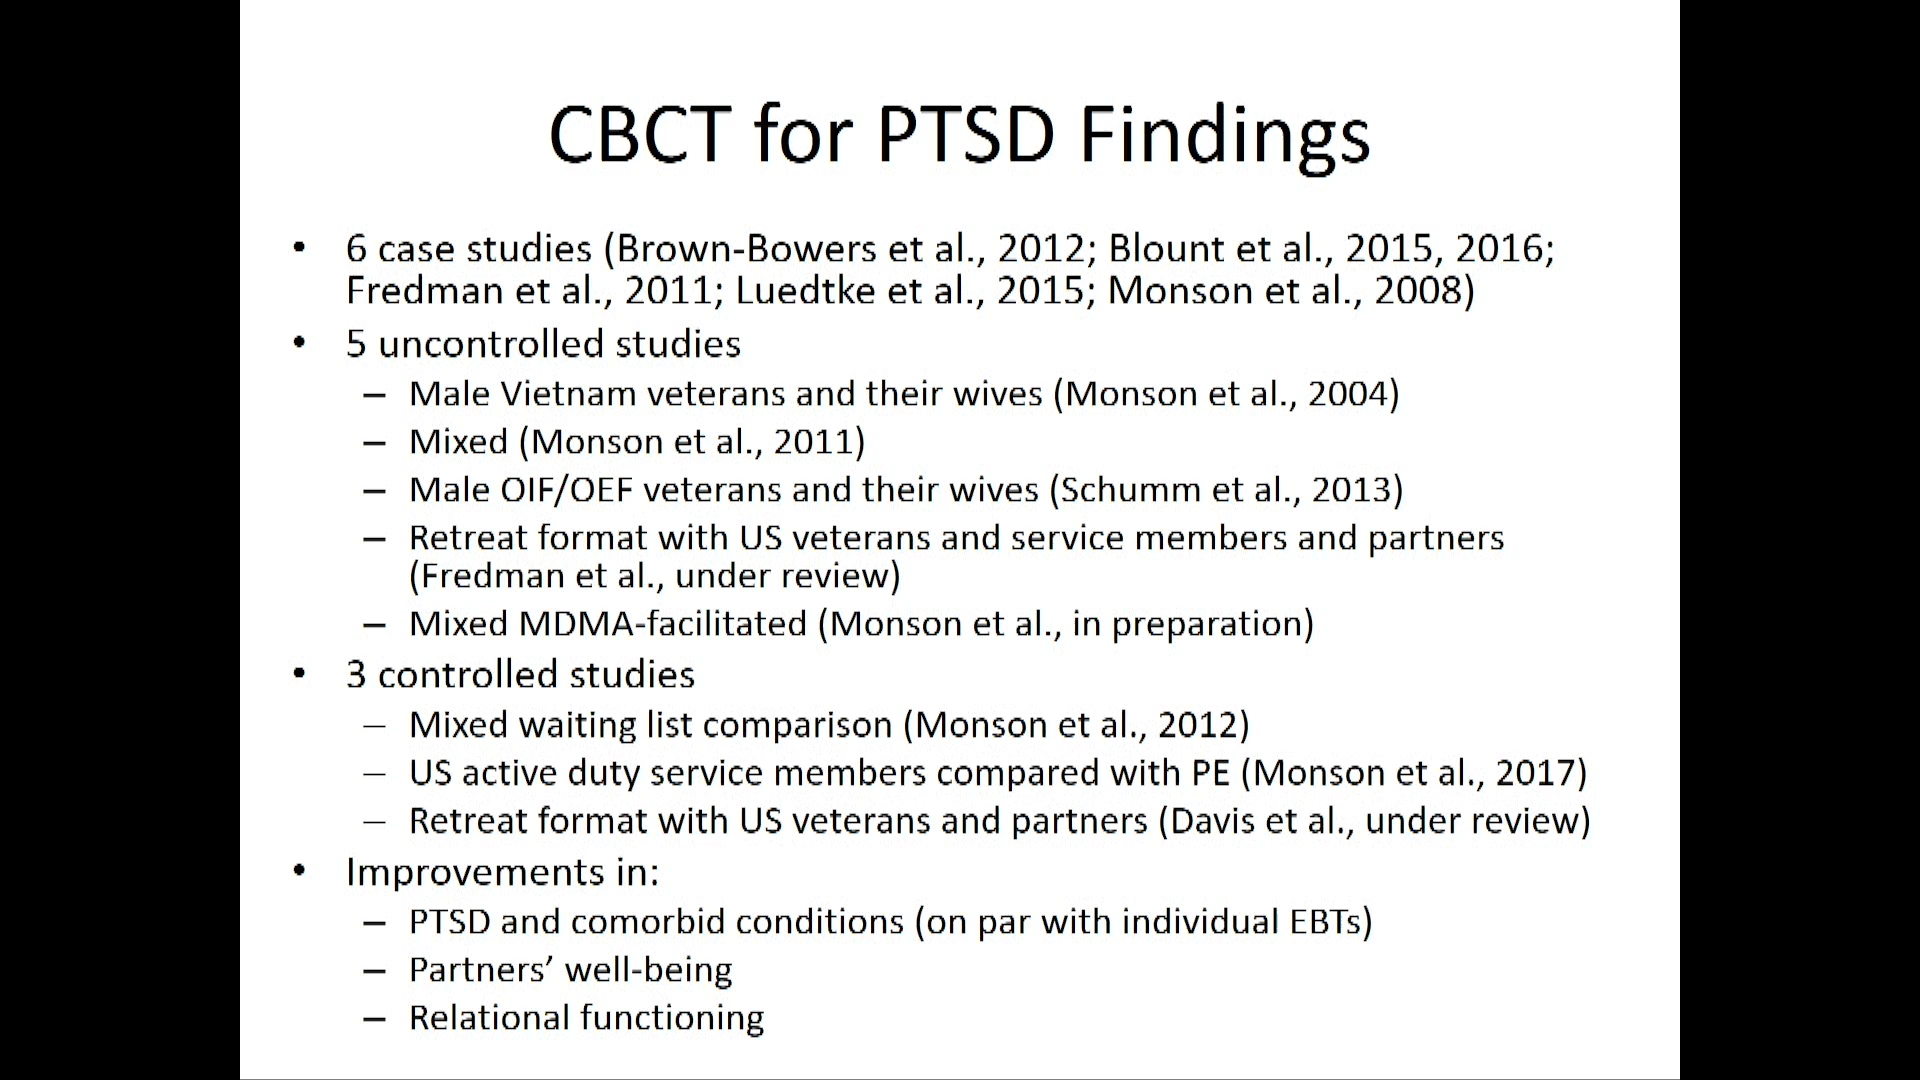 CBCT for PTSD Findings
• 6 case studies (Brown-Bowers et al., 2012; Blount et al., 2015, 2016;
Fredman et al., 2011; Luedtke et al., 2015; Monson et al., 2008)
• 5 uncontrolled studies
– Male Vietnam veterans and their wives (Monson et al., 2004)
– Mixed (Monson et al., 2011)
– Male OIF/OEF veterans and their wives (Schumm et al., 2013)
– Retreat format with US veterans and service members and partners
(Fredman et al., under review)
– Mixed MDMA-facilitated (Monson et al., in preparation)
• 3 controlled studies
– Mixed waiting list comparison (Monson et al., 2012)
– US active duty service members compared with PE (Monson et al., 2017)
– Retreat format with US veterans and partners (Davis et al., under review)
• Improvements in:
– PTSD and comorbid conditions (on par with individual EBTs)
– Partners’ well-being
– Relational functioning